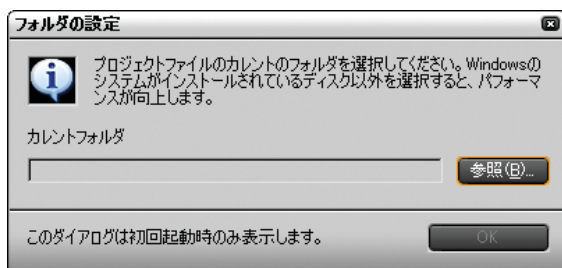 フォルダの設定
プロジェクトファイルのカレントのフォルダを選択してください。Windowsの
システムがインストールされているディスク以外を選択すると、パフォーマ
ンスが向上します。
カレントフォルダ
参照(B)...
このダイアログは初回起動時のみ表示します。
OK